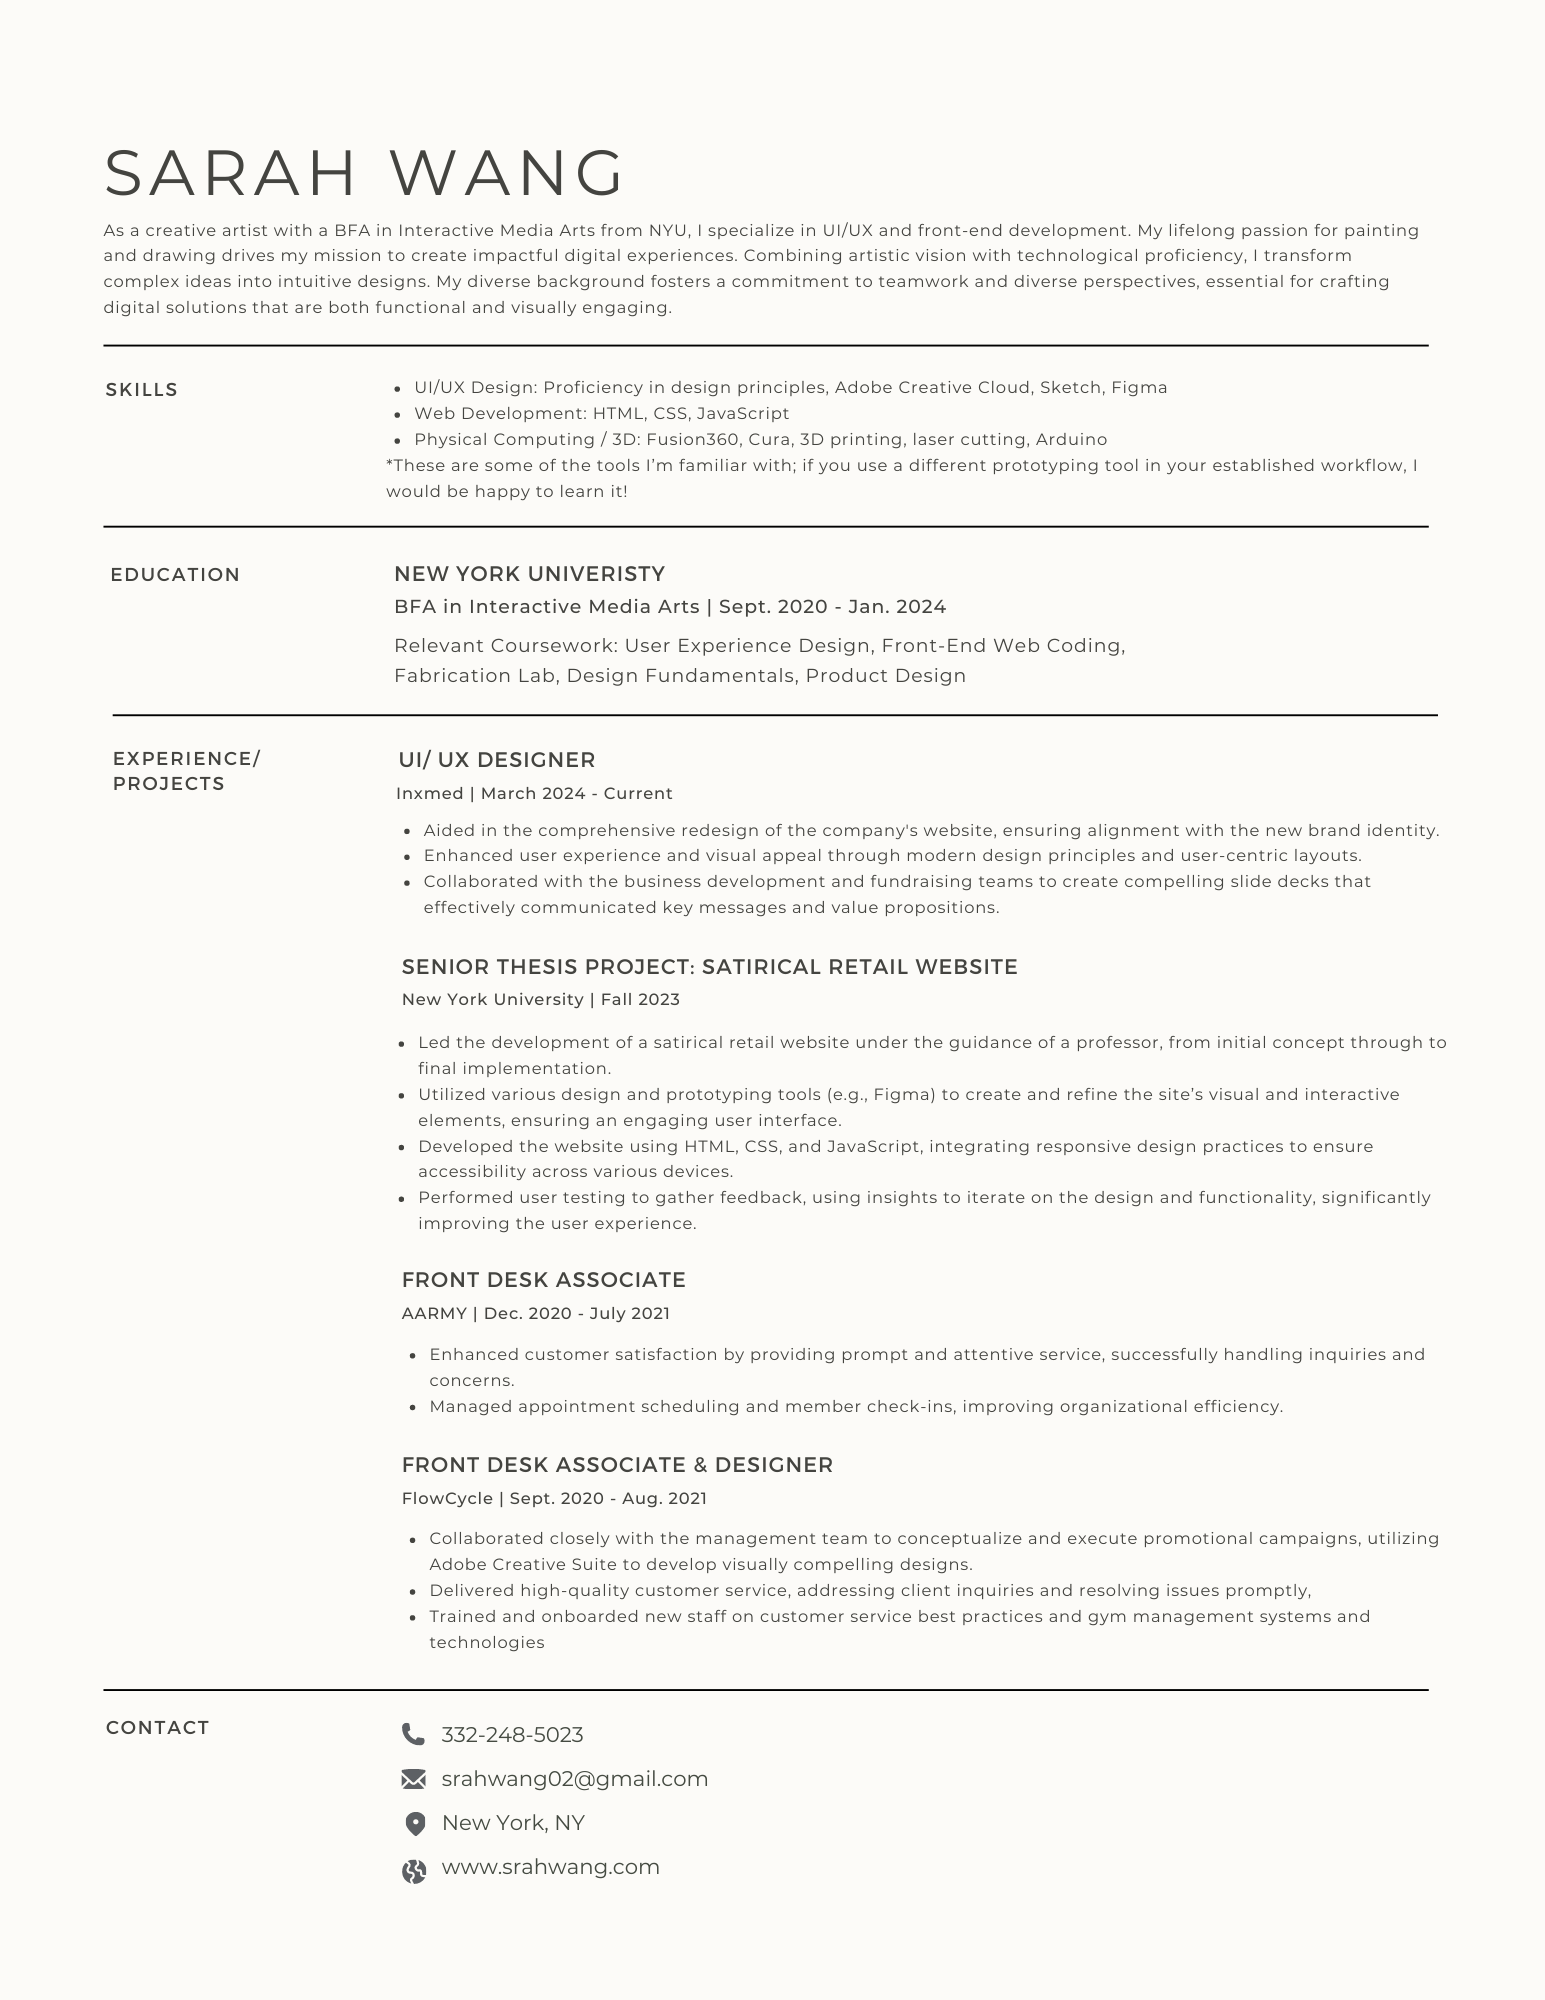 SARAH WANG
As a creative artist with a BFA in Interactive Media Arts from NYU, I specialize in UI/UX and front-end development. My lifelong passion for painting
and drawing drives my mission to create impactful digital experiences. Combining artistic vision with technological proficiency, I transform
complex ideas into intuitive designs. My diverse background fosters a commitment to teamwork and diverse perspectives, essential for crafting
digital solutions that are both functional and visually engaging.
SKILLS
• UI/UX Design: Proficiency in design principles, Adobe Creative Cloud, Sketch, Figma
• Web Development: HTML, CSS, JavaScript
• Physical Computing / 3D: Fusion360, Cura, 3D printing, laser cutting, Arduino
*These are some of the tools I’m familiar with; if you use a different prototyping tool in your established workflow, I
would be happy to learn it!
EDUCATION
NEW YORK UNIVERISTY
BFA in Interactive Media Arts | Sept. 2020 - Jan. 2024
Relevant Coursework: User Experience Design, Front-End Web Coding,
Fabrication Lab, Design Fundamentals, Product Design
EXPERIENCE/
PROJECTS
UI/ UX DESIGNER
Inxmed | March 2024 - Current
• Aided in the comprehensive redesign of the company's website, ensuring alignment with the new brand identity.
• Enhanced user experience and visual appeal through modern design principles and user-centric layouts.
• Collaborated with the business development and fundraising teams to create compelling slide decks that
effectively communicated key messages and value propositions.
SENIOR THESIS PROJECT: SATIRICAL RETAIL WEBSITE
New York University | Fall 2023
• Led the development of a satirical retail website under the guidance of a professor, from initial concept through to
final implementation.
• Utilized various design and prototyping tools (e.g., Figma) to create and refine the site’s visual and interactive
elements, ensuring an engaging user interface.
• Developed the website using HTML, CSS, and JavaScript, integrating responsive design practices to ensure
accessibility across various devices.
• Performed user testing to gather feedback, using insights to iterate on the design and functionality, significantly
improving the user experience.
FRONT DESK ASSOCIATE
AARMY | Dec. 2020 - July 2021
• Enhanced customer satisfaction by providing prompt and attentive service, successfully handling inquiries and
concerns.
• Managed appointment scheduling and member check-ins, improving organizational efficiency.
FRONT DESK ASSOCIATE & DESIGNER
FlowCycle | Sept. 2020 - Aug. 2021
• Collaborated closely with the management team to conceptualize and execute promotional campaigns, utilizing
Adobe Creative Suite to develop visually compelling designs.
• Delivered high-quality customer service, addressing client inquiries and resolving issues promptly,
• Trained and onboarded new staff on customer service best practices and gym management systems and
technologies
CONTACT
332-248-5023
srahwang02@gmail.com
New York, NY
www.srahwang.com